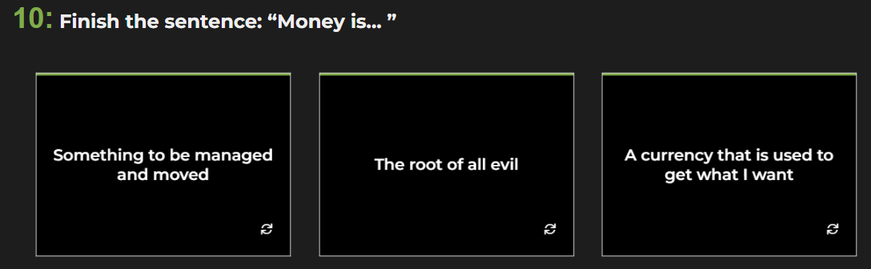 10: Finish the sentence: “Money is... ”
Something to be managed
and moved
The root of all evil
A currency that is used to
get what I want